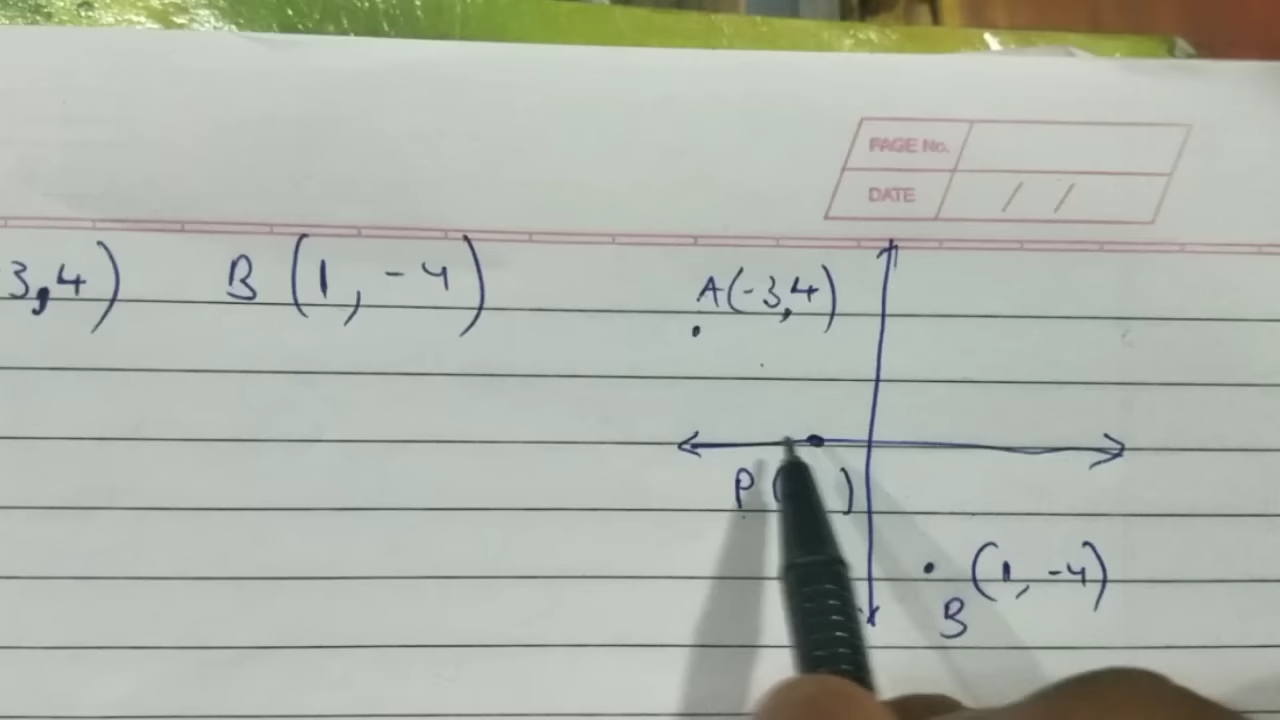 PAGE No.
DATE / /
3,4) B (1, -4)
A(-3,4)
P ( )
(1, -4)
B